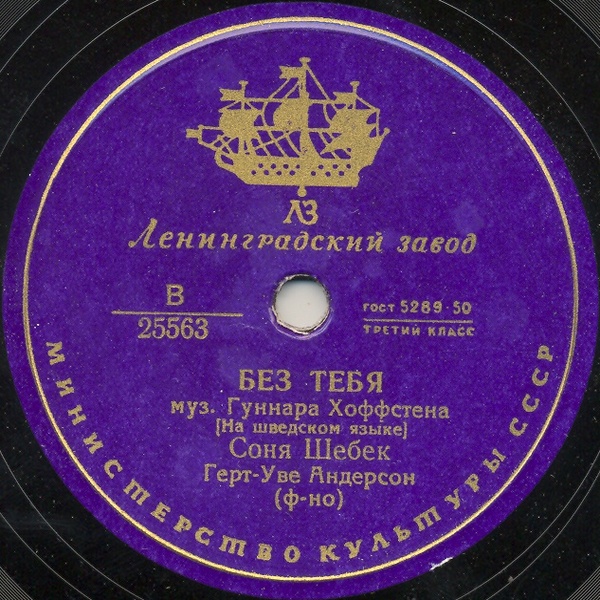 ЛЗ
Ленинградский завод
В
25563
ГОСТ 5289-50
ТРЕТИЙ КЛАСС
БЕЗ ТЕБЯ
муз. Гуннара Хоффстена
[На шведском языке]
Соня Шебек
Герт-Уве Андерсон
(ф-но)
МИНИСТЕРСТВО КУЛЬТУРЫ СССР